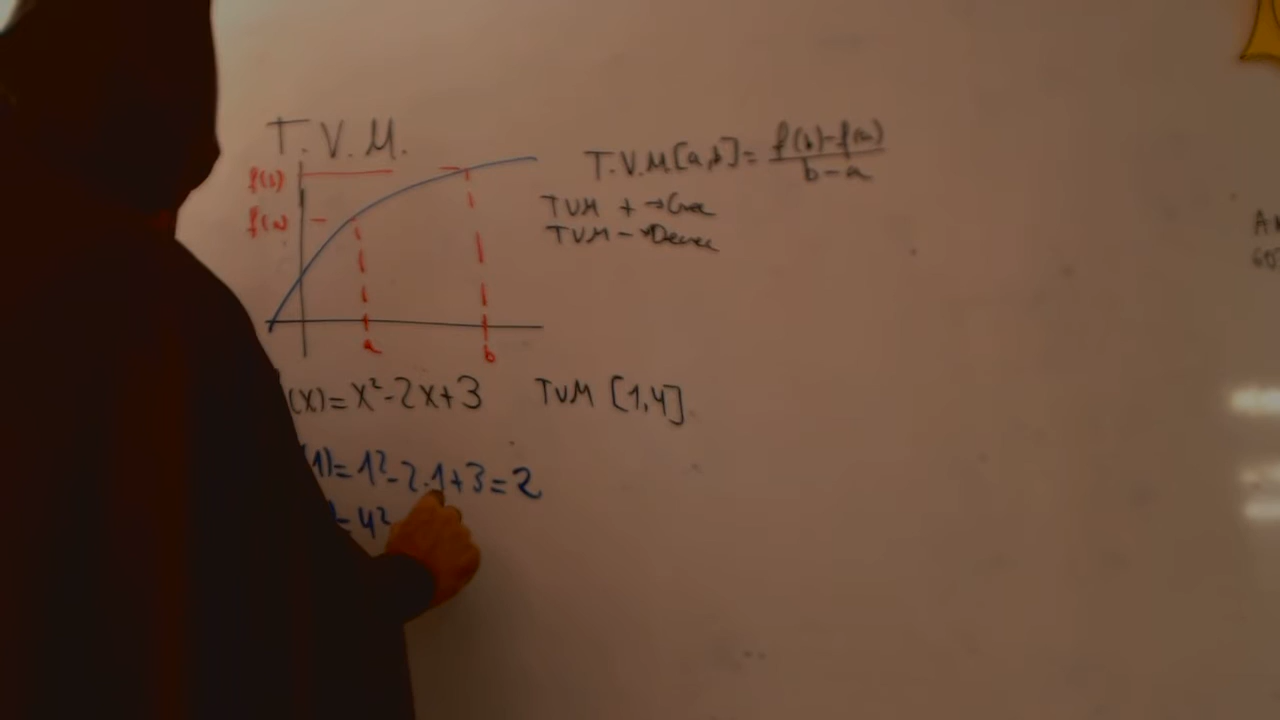 T.V.M.
f(b)
f(a)
a
b
T.V.M[a,b]= f(b)-f(a)
b-a
TVM + →Crec
TVM - →Decrec
(x)=x²-2x+3 TVM [1,4]
(1)=1²-2·1+3=2
)=4²